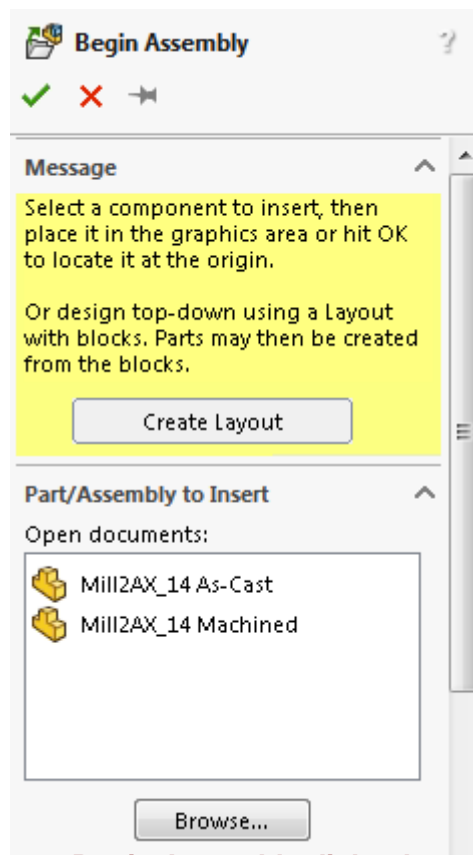 Begin Assembly
?
Message
Select a component to insert, then
place it in the graphics area or hit OK
to locate it at the origin.
Or design top-down using a Layout
with blocks. Parts may then be created
from the blocks.
Create Layout
Part/Assembly to Insert
Open documents:
Mill2AX_14 As-Cast
Mill2AX_14 Machined
Browse...